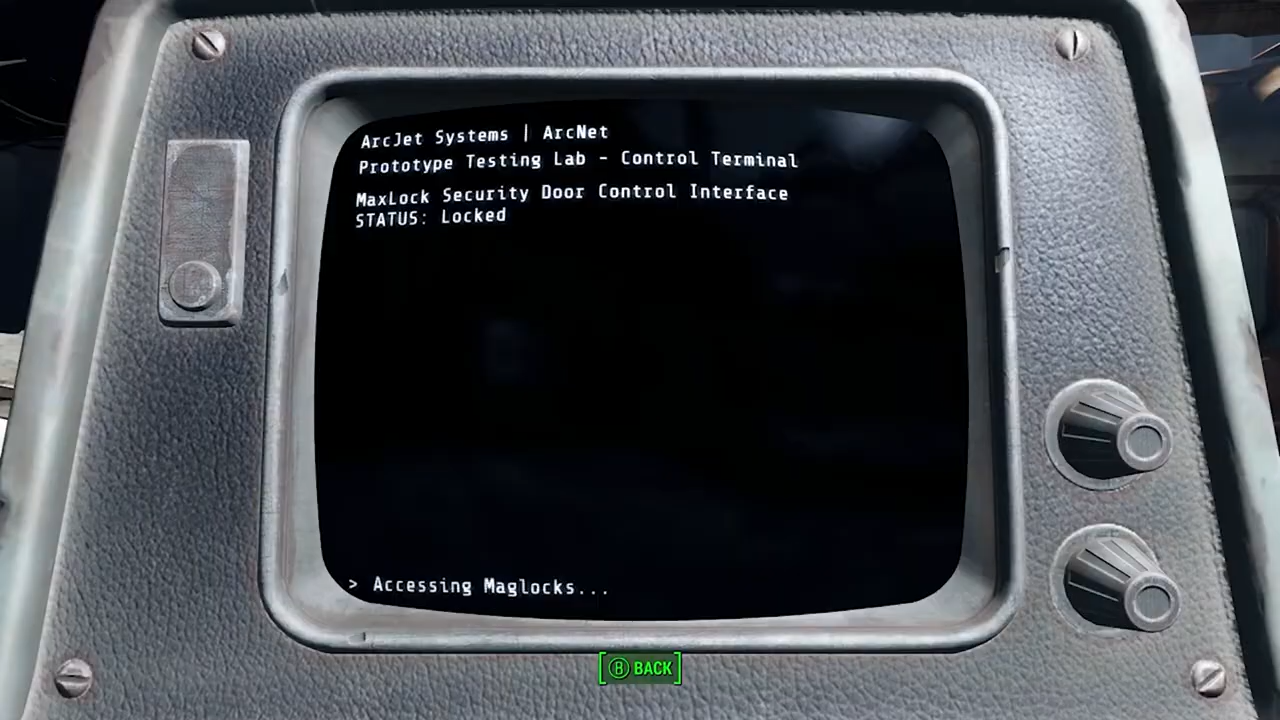 ArcJet Systems | ArcNet
Prototype Testing Lab - Control Terminal
MaxLock Security Door Control Interface
STATUS: Locked
> Accessing Maglocks...
B BACK